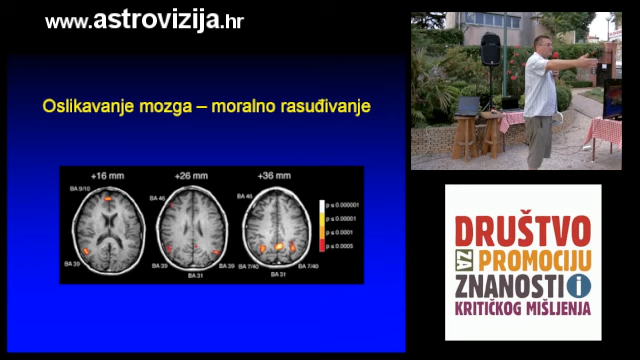 www.astrovizija.hr
Oslikavanje mozga – moralno rasuđivanje
+16 mm
+26 mm
+36 mm
BA 9/10
BA 46
BA 46
p ≤ 0.000001
p ≤ 0.00001
p ≤ 0.0001
p ≤ 0.0005
BA 39
BA 39
BA 31
BA 39
BA 7/40
BA 31
BA 7/40
DRUŠTVO
ZA PROMOCIJU
ZNANOSTI i
KRITIČKOG MIŠLJENJA